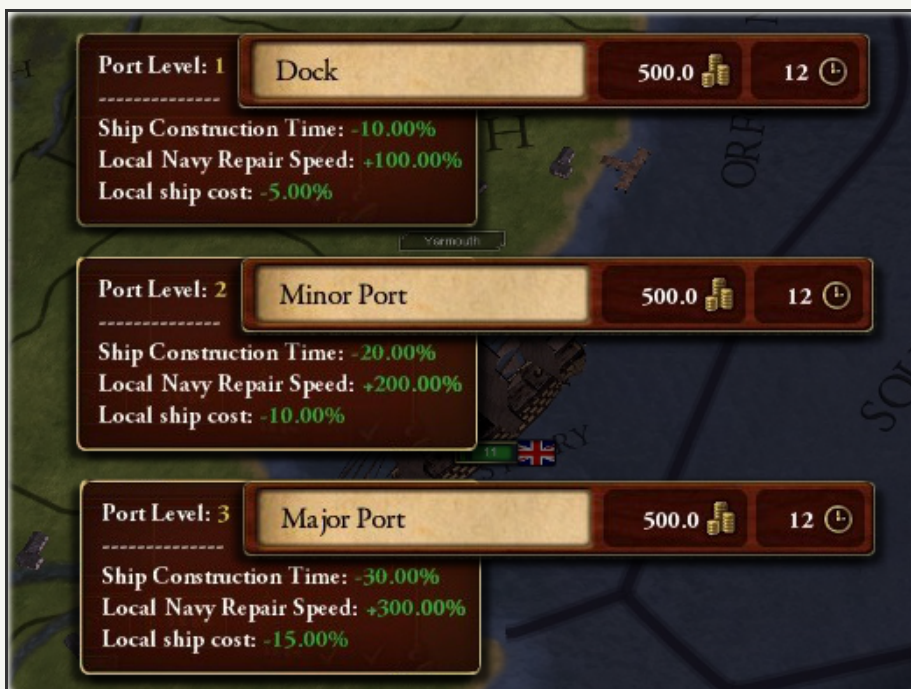 Port Level: 1
Dock
500.0
12
--------------
Ship Construction Time: -10.00%
Local Navy Repair Speed: +100.00%
Local ship cost: -5.00%
Yarmouth
Port Level: 2
Minor Port
500.0
12
--------------
Ship Construction Time: -20.00%
Local Navy Repair Speed: +200.00%
Local ship cost: -10.00%
11
Port Level: 3
Major Port
500.0
12
--------------
Ship Construction Time: -30.00%
Local Navy Repair Speed: +300.00%
Local ship cost: -15.00%